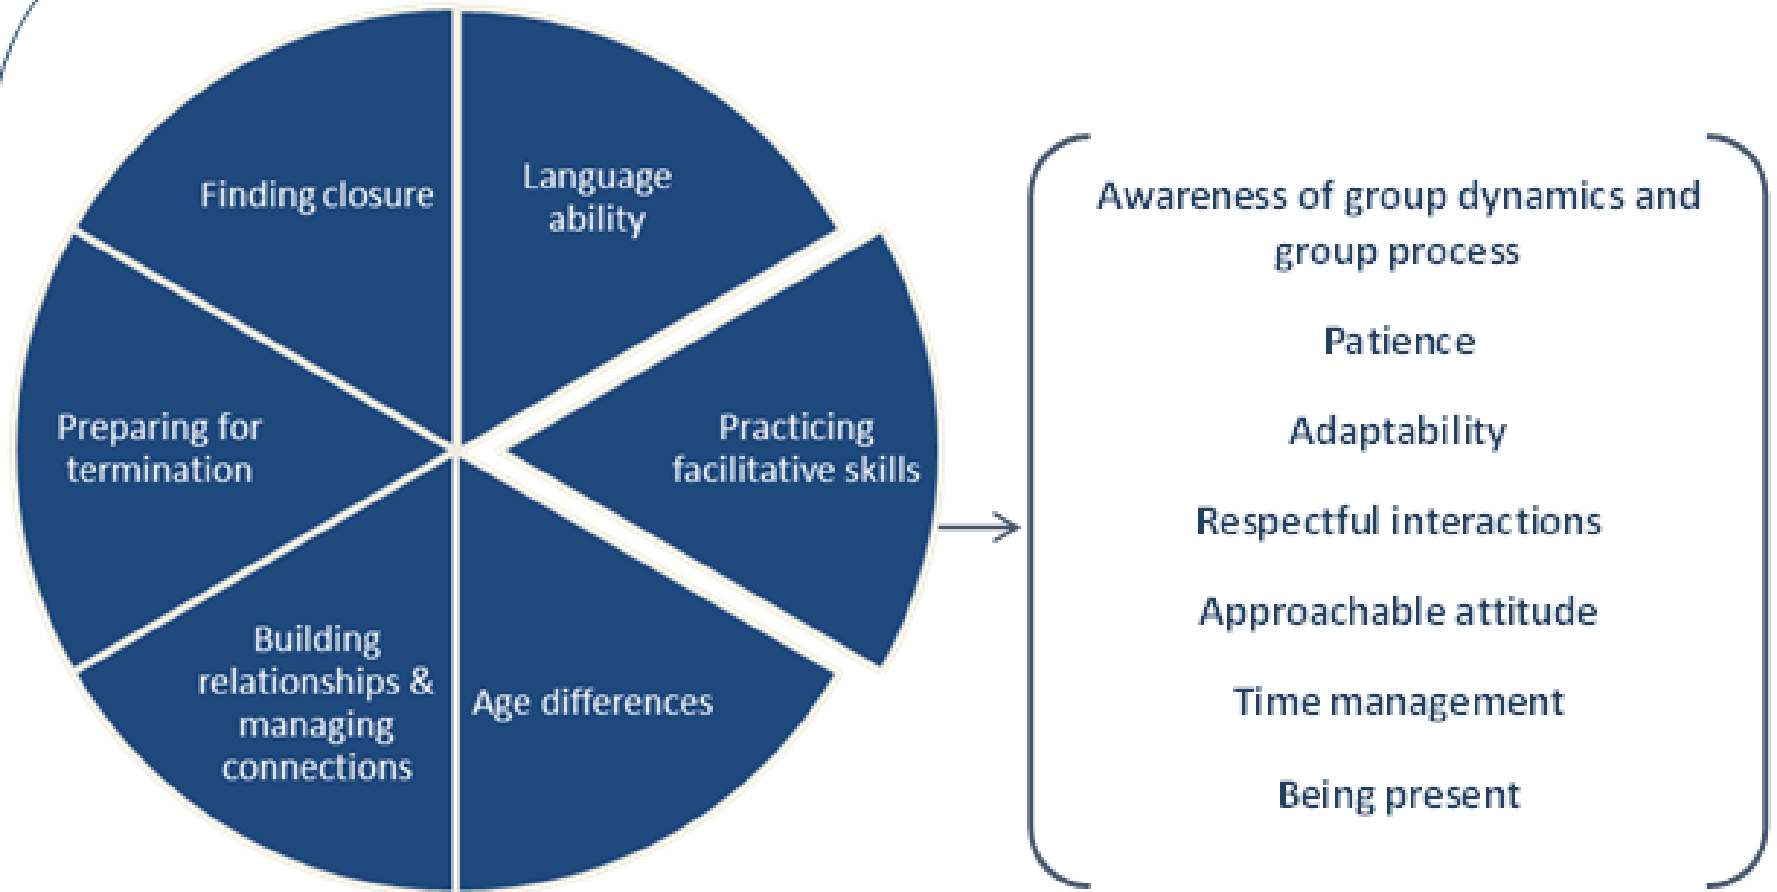 Finding closure
Language
ability
Practicing
facilitative skills
Age differences
Building
relationships &
managing
connections
Preparing for
termination
Awareness of group dynamics and
group process
Patience
Adaptability
Respectful interactions
Approachable attitude
Time management
Being present